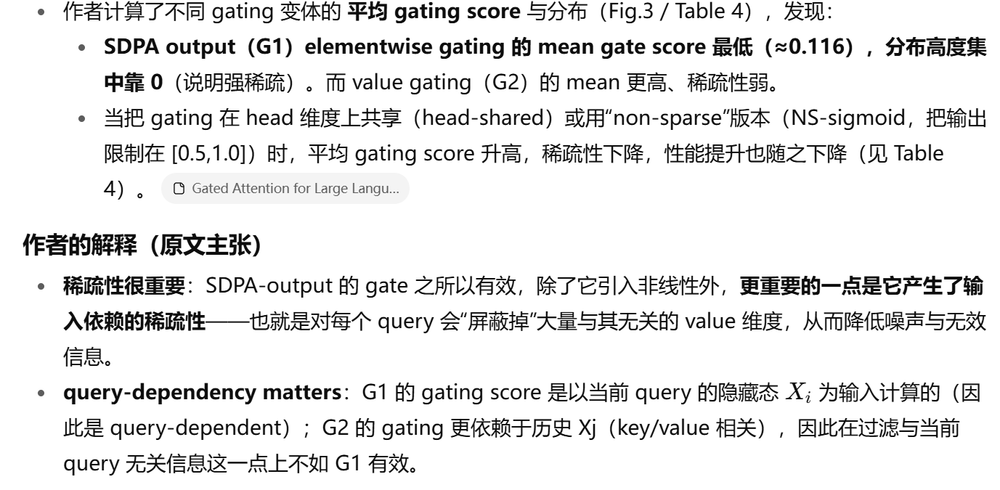 作者计算了不同 gating 变体的 平均 gating score 与分布（Fig.3 / Table 4），发现：
SDPA output（G1）elementwise gating 的 mean gate score 最低（≈0.116），分布高度集
中靠 0（说明强稀疏）。而 value gating（G2）的 mean 更高、稀疏性弱。
当把 gating 在 head 维度上共享（head-shared）或用“non-sparse”版本（NS-sigmoid，把输出
限制在 [0.5,1.0]）时，平均 gating score 升高，稀疏性下降，性能提升也随之下降（见 Table
4）。 Gated Attention for Large Langu...
作者的解释（原文主张）
稀疏性很重要：SDPA-output 的 gate 之所以有效，除了它引入非线性外，更重要的一点是它产生了输
入依赖的稀疏性——也就是对每个 query 会“屏蔽掉”大量与其无关的 value 维度，从而降低噪声与无效
信息。
query-dependency matters：G1 的 gating score 是以当前 query 的隐藏态 Xi 为输入计算的（因
此是 query-dependent）；G2 的 gating 更依赖于历史 Xj（key/value 相关），因此在过滤与当前
query 无关信息这一点上不如 G1 有效。